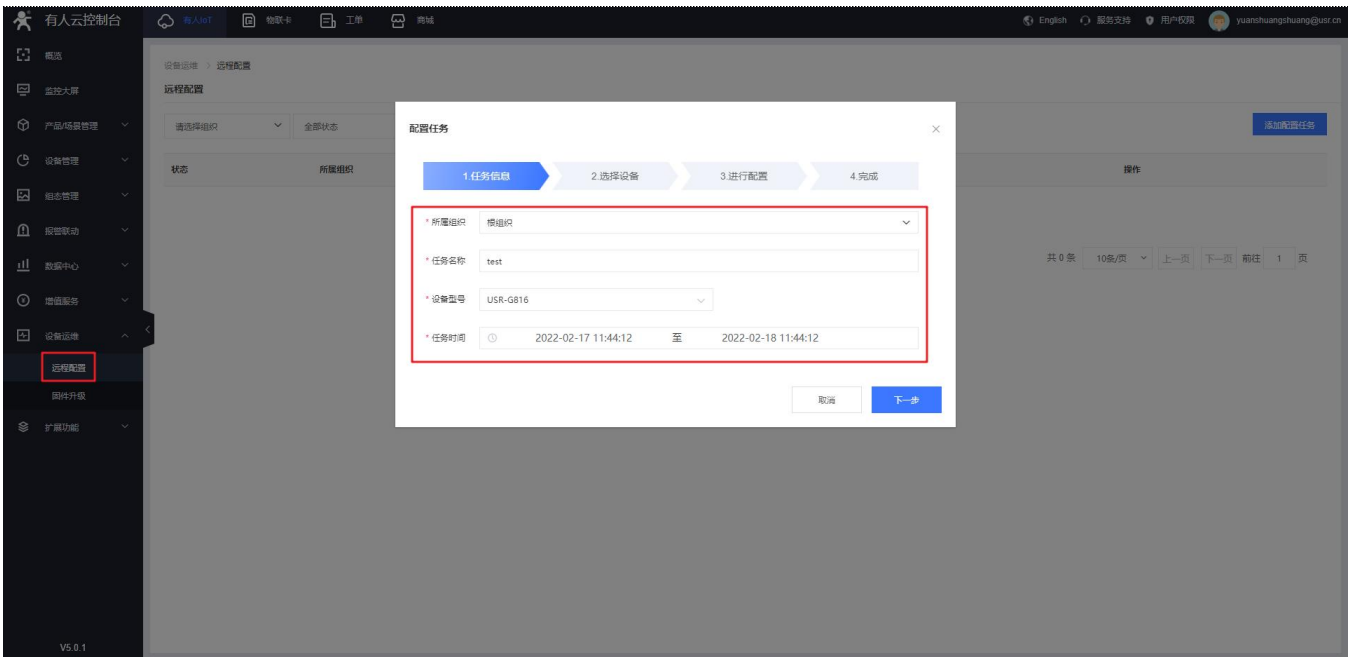 有人云控制台
有人IoT 物联卡 工单 商城
English 服务支持 用户权限 yuanshuangshuang@usr.cn
概览
监控大屏
产品/场景管理
设备管理
组态管理
报警联动
数据中心
增值服务
设备运维
远程配置
固件升级
扩展功能
V5.0.1
设备运维 > 远程配置
远程配置
请选择组织 全部状态 添加配置任务
状态 所属组织 操作
共 0 条 10条/页 上一页 下一页 前往 1 页
配置任务
1.任务信息 2.选择设备 3.进行配置 4.完成
* 所属组织 根组织
* 任务名称 test
* 设备型号 USR-G816
* 任务时间 2022-02-17 11:44:12 至 2022-02-18 11:44:12
取消 下一步